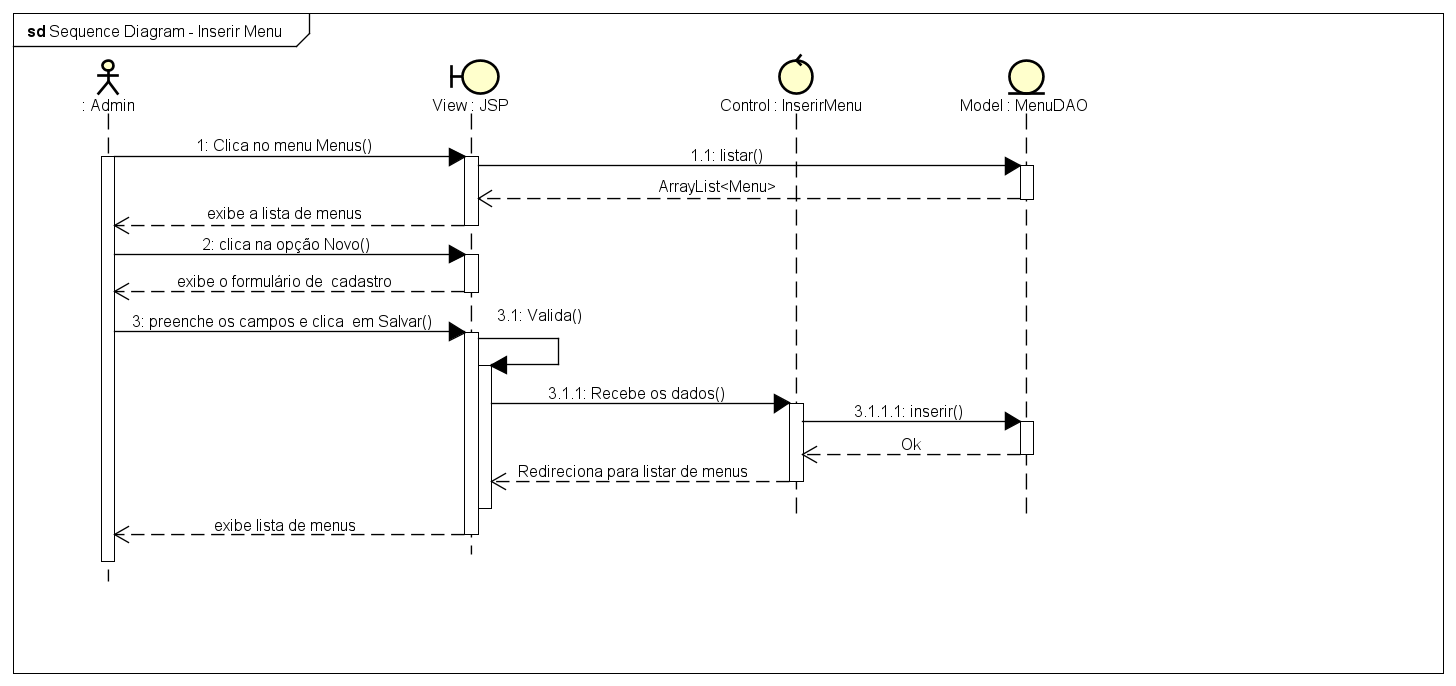 sd Sequence Diagram - Inserir Menu
: Admin
View : JSP
Control : InserirMenu
Model : MenuDAO
1: Clica no menu Menus()
1.1: listar()
ArrayList<Menu>
exibe a lista de menus
2: clica na opção Novo()
exibe o formulário de  cadastro
3: preenche os campos e clica  em Salvar()
3.1: Valida()
3.1.1: Recebe os dados()
3.1.1.1: inserir()
Ok
Redireciona para listar de menus
exibe lista de menus